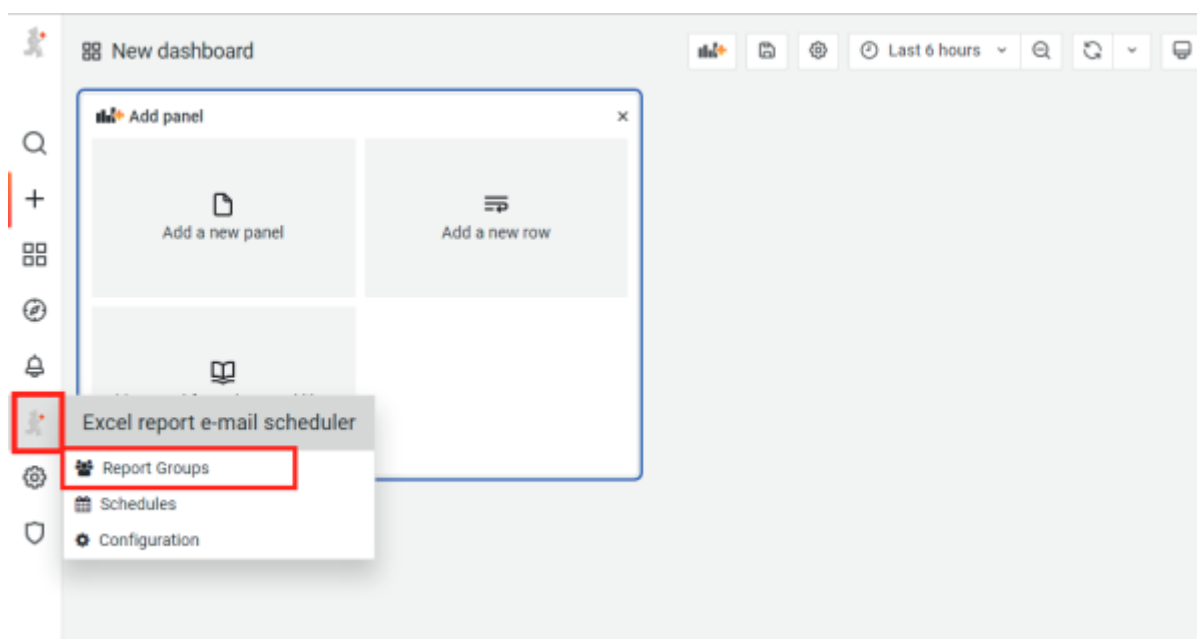 New dashboard
Last 6 hours
Add panel
Add a new panel
Add a new row
Excel report e-mail scheduler
Report Groups
Schedules
Configuration